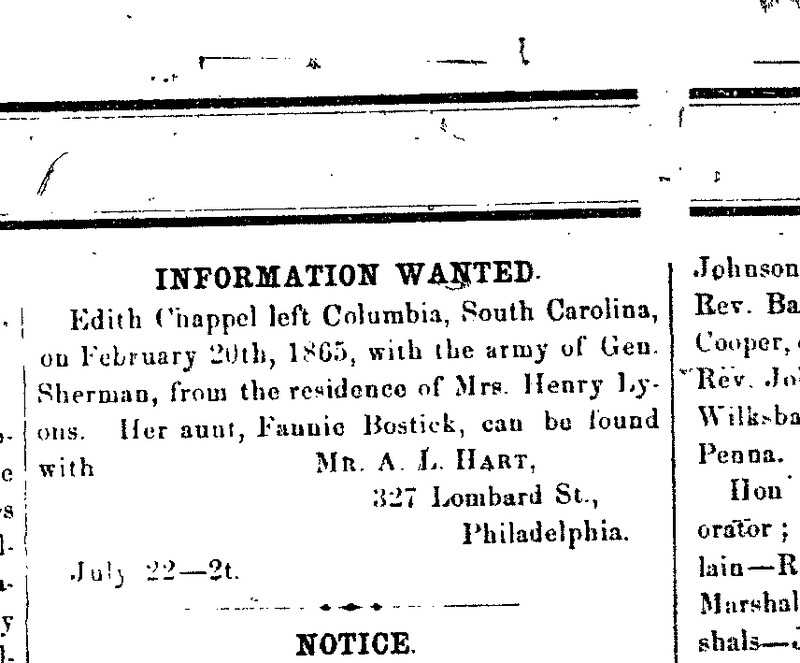 INFORMATION WANTED.
Edith Chappel left Columbia, South Carolina,
on February 20th, 1865, with the army of Gen.
Sherman, from the residence of Mrs. Henry Ly-
ons. Her aunt, Fannie Bostick, can be found
with MR. A. L. HART,
327 Lombard St.,
Philadelphia.
July 22—2t.
NOTICE.
Johnson
Rev. Ba
Cooper,
Rev. Jo
Wilksba
Penna.
Hon
orator ;
lain—R
Marshal
shals—J